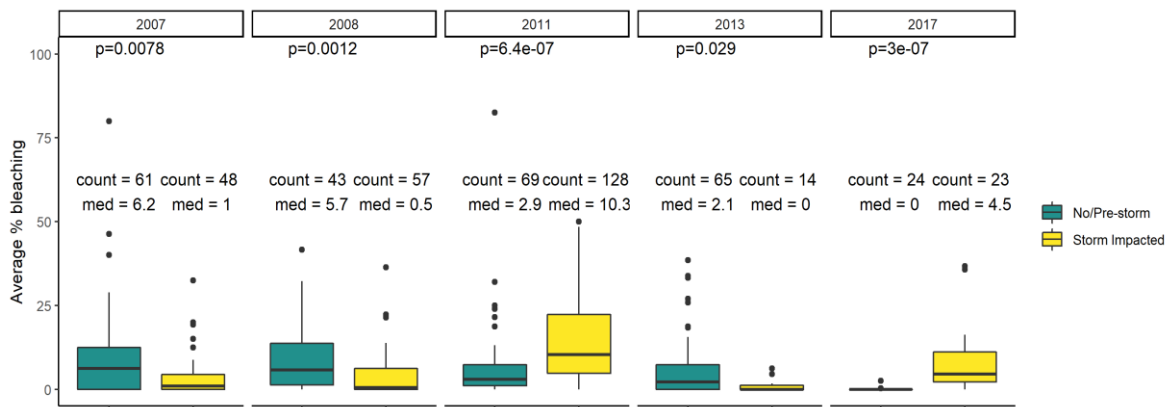 2007 2008 2011 2013 2017
p=0.0078 p=0.0012 p=6.4e-07 p=0.029 p=3e-07
100
75
50
25
0
Average % bleaching
count = 61 count = 48 count = 43 count = 57 count = 69 count = 128 count = 65 count = 14 count = 24 count = 23
med = 6.2 med = 1 med = 5.7 med = 0.5 med = 2.9 med = 10.3 med = 2.1 med = 0 med = 0 med = 4.5
No/Pre-storm
Storm Impacted